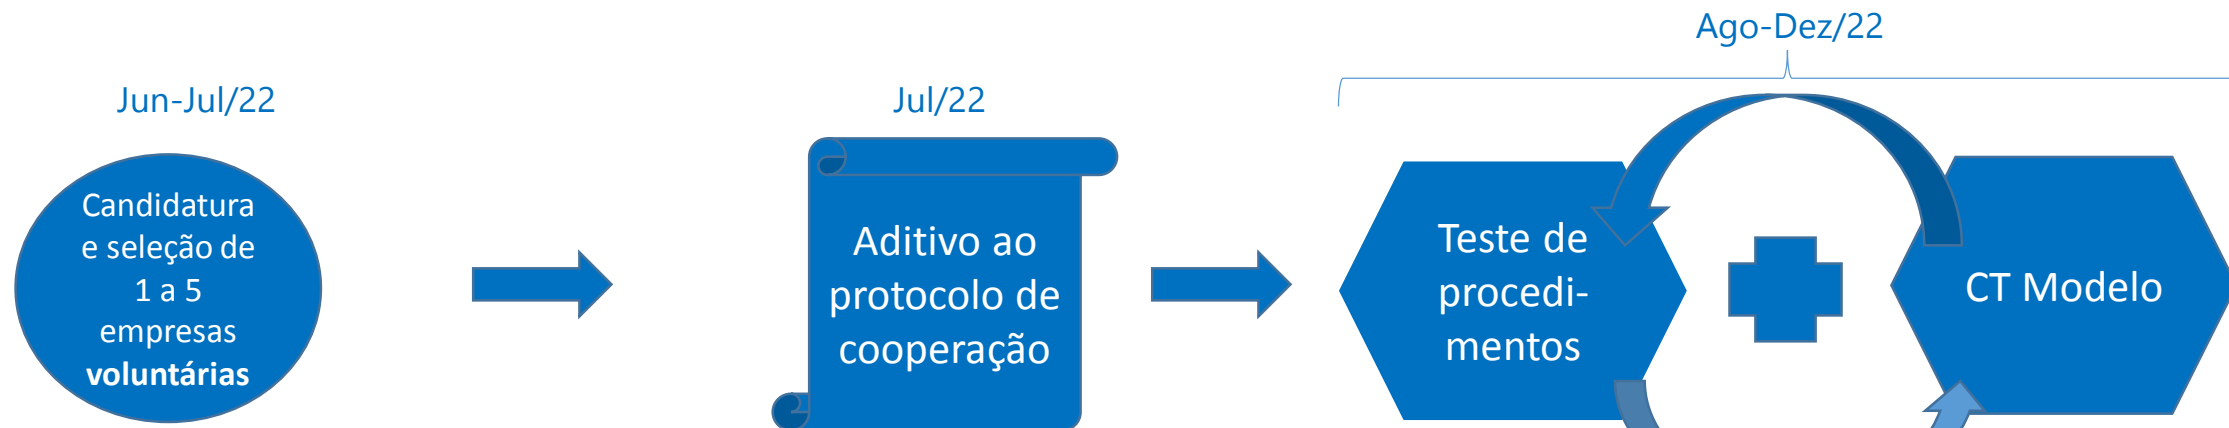 Jun-Jul/22
Candidatura
e seleção de
1 a 5
empresas
voluntárias
Jul/22
Aditivo ao
protocolo de
cooperação
Ago-Dez/22
Teste de
procedi-
mentos
CT Modelo